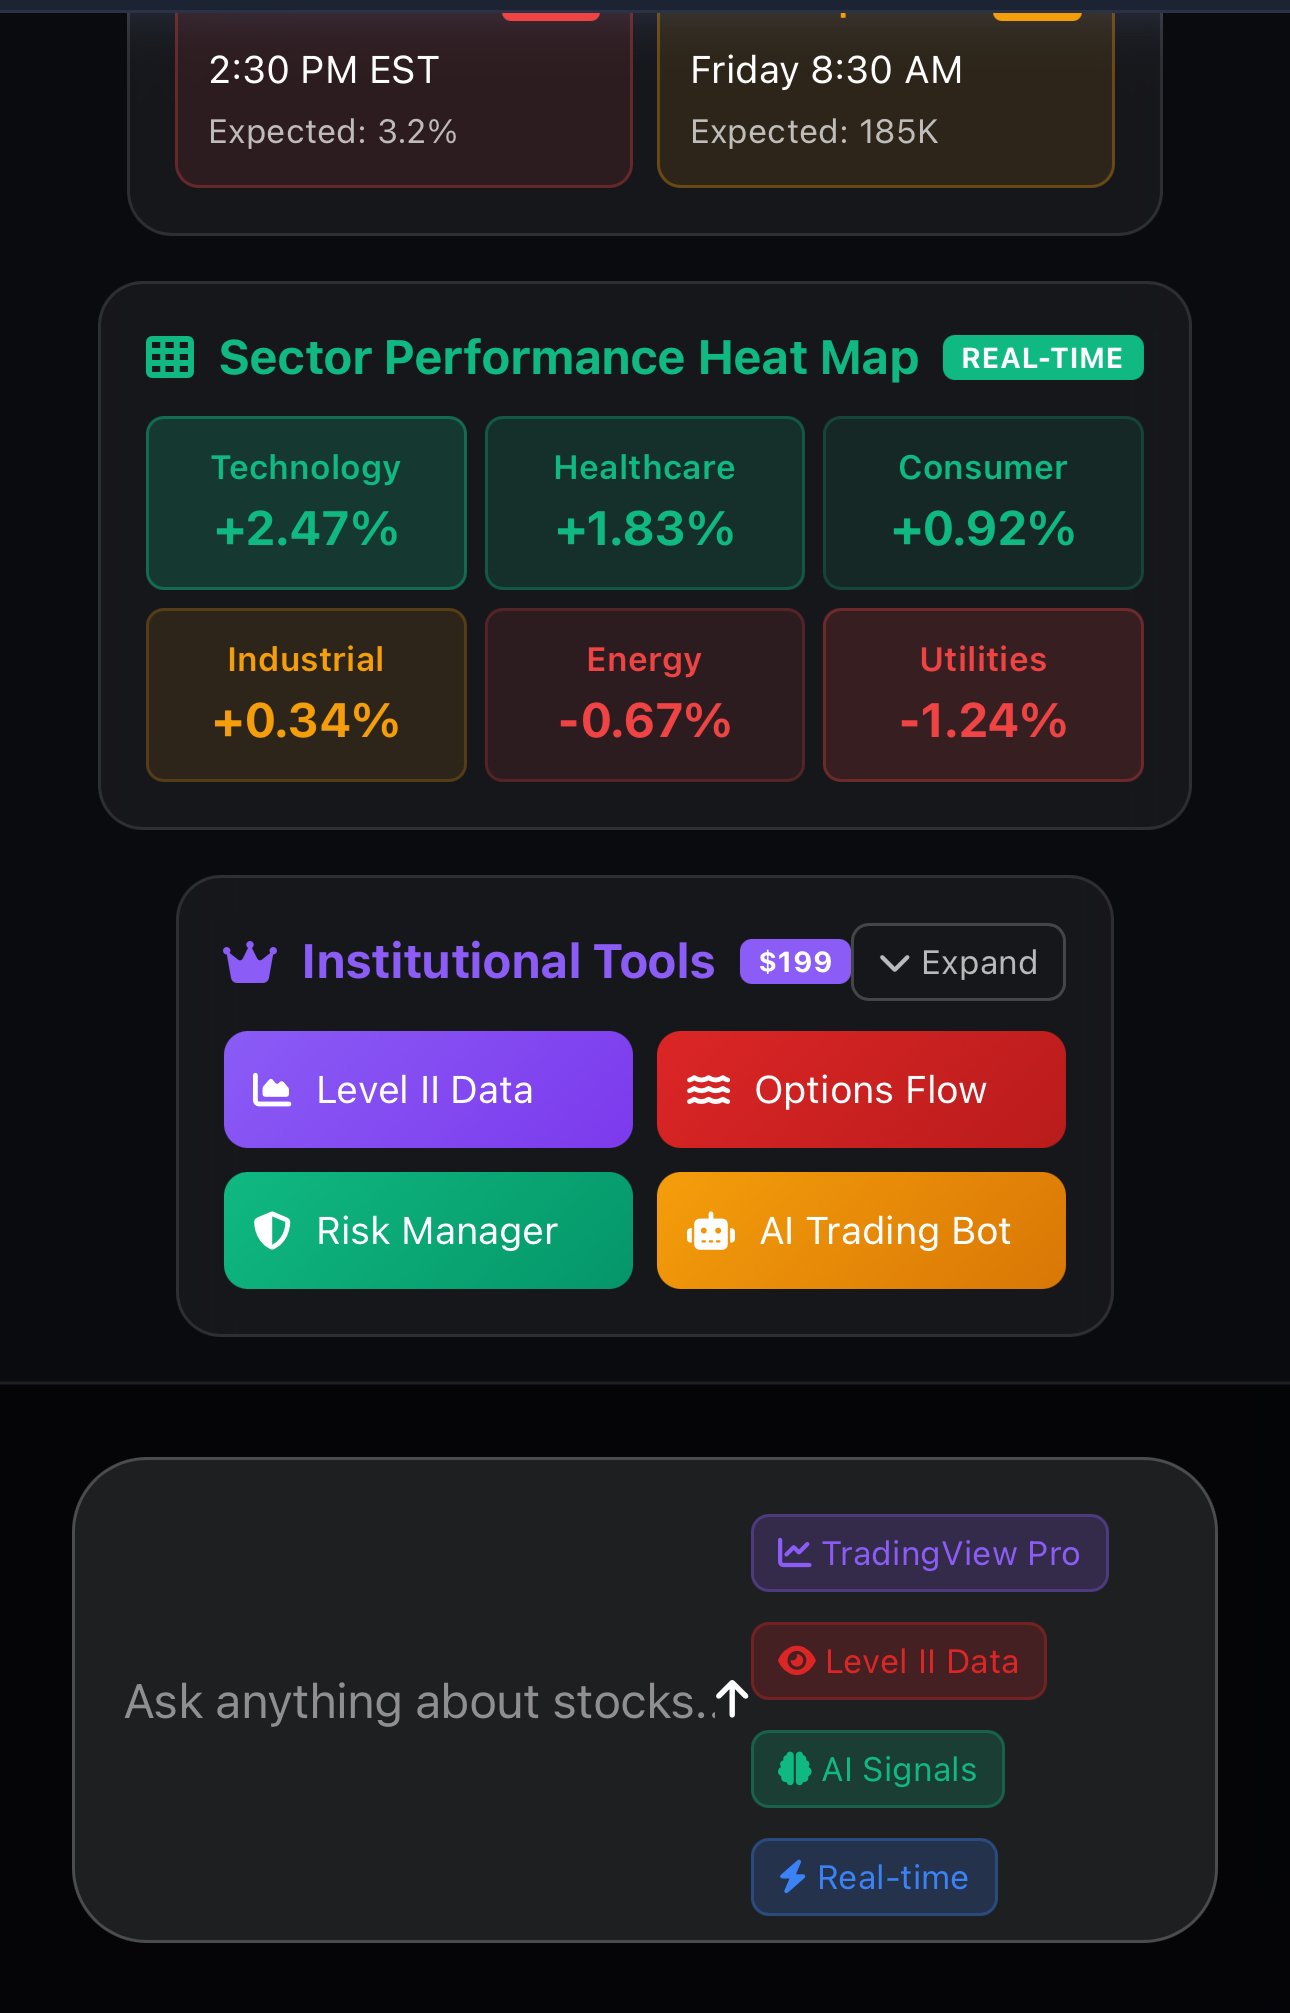 2:30 PM EST
Expected: 3.2%
Friday 8:30 AM
Expected: 185K
Sector Performance Heat Map
REAL-TIME
Technology
+2.47%
Healthcare
+1.83%
Consumer
+0.92%
Industrial
+0.34%
Energy
-0.67%
Utilities
-1.24%
Institutional Tools
$199
Expand
Level II Data
Options Flow
Risk Manager
AI Trading Bot
Ask anything about stocks..
TradingView Pro
Level II Data
AI Signals
Real-time